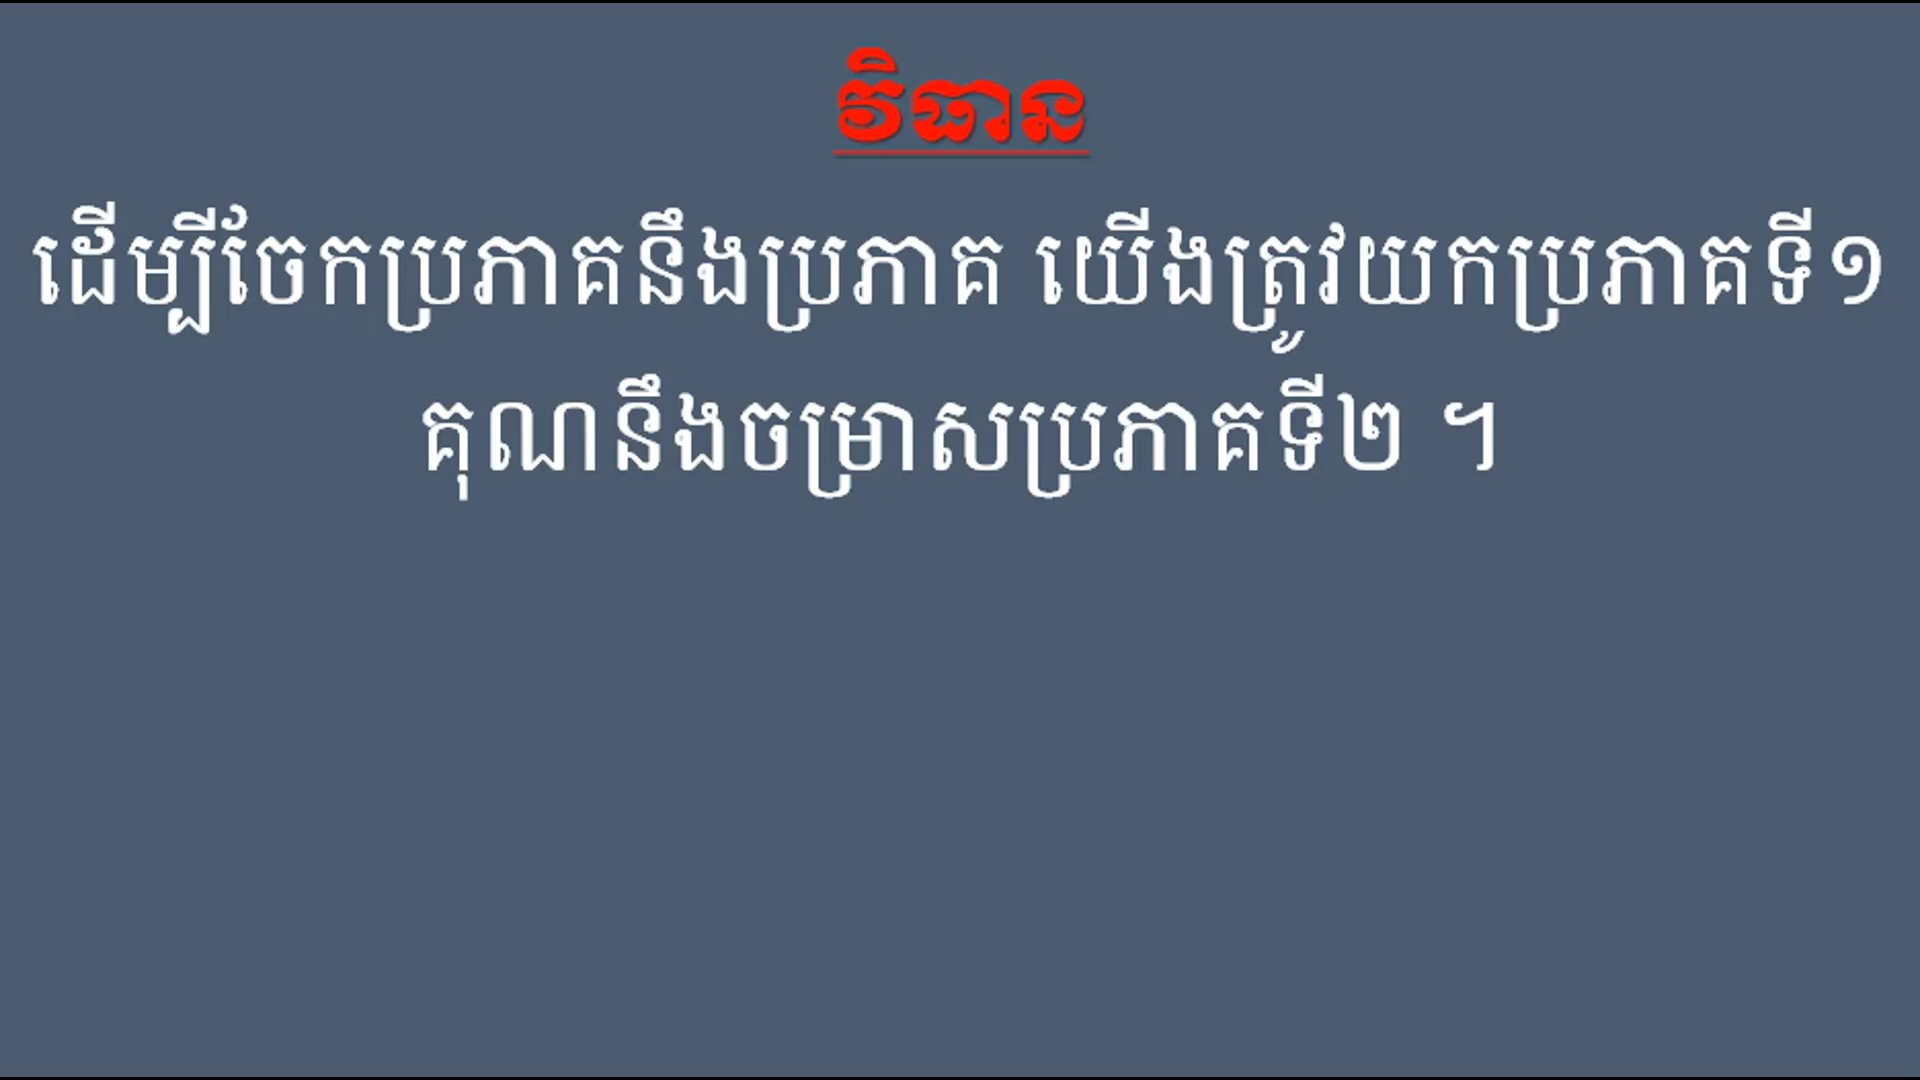 វិធាន
ដើម្បីចែកប្រភាគនឹងប្រភាគ យើងត្រូវយកប្រភាគទី១
គុណនឹងចម្រាសប្រភាគទី២ ។